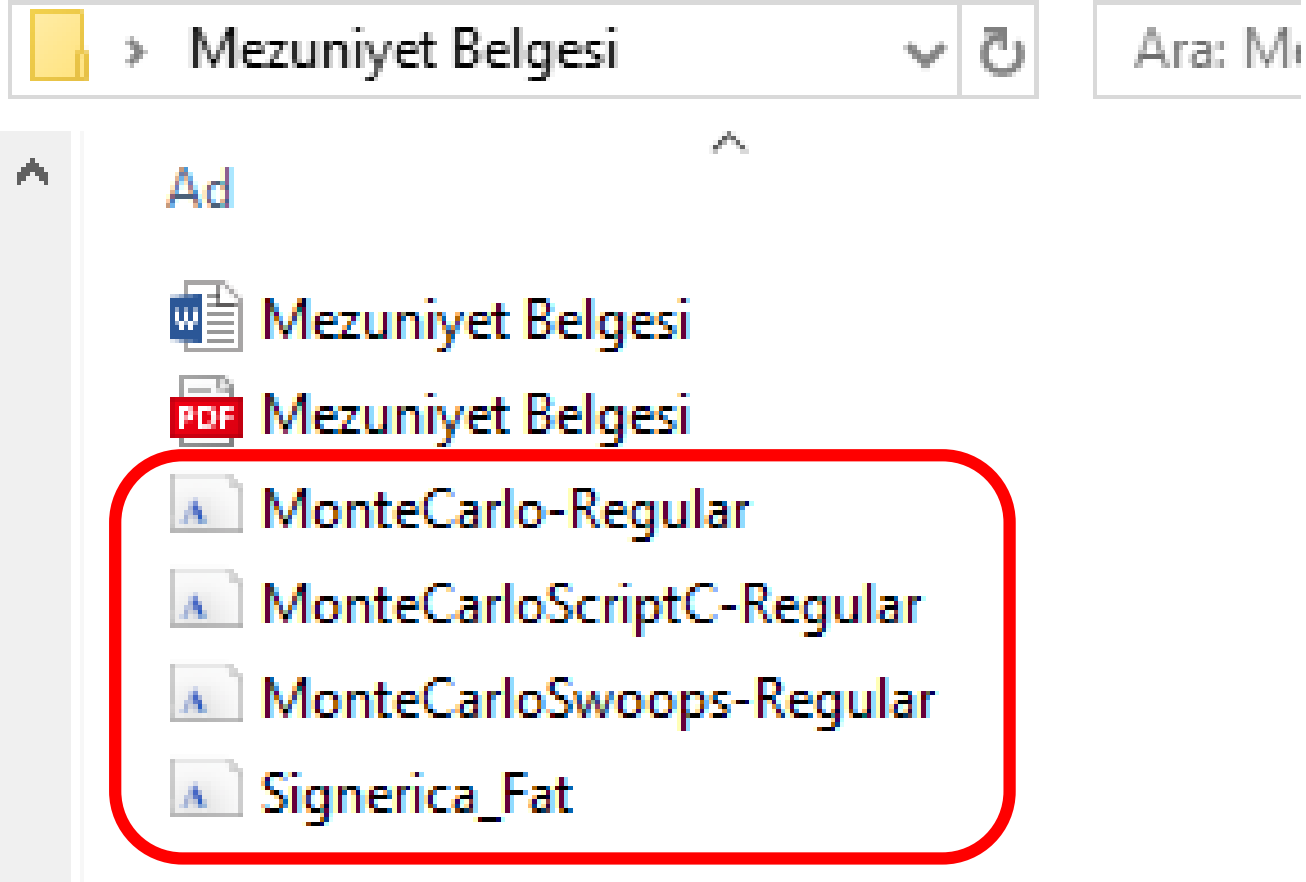 Mezuniyet Belgesi
Ara: Me
Ad
W Mezuniyet Belgesi
PDF Mezuniyet Belgesi
A MonteCarlo-Regular
A MonteCarloScriptC-Regular
A MonteCarloSwoops-Regular
A Signerica_Fat